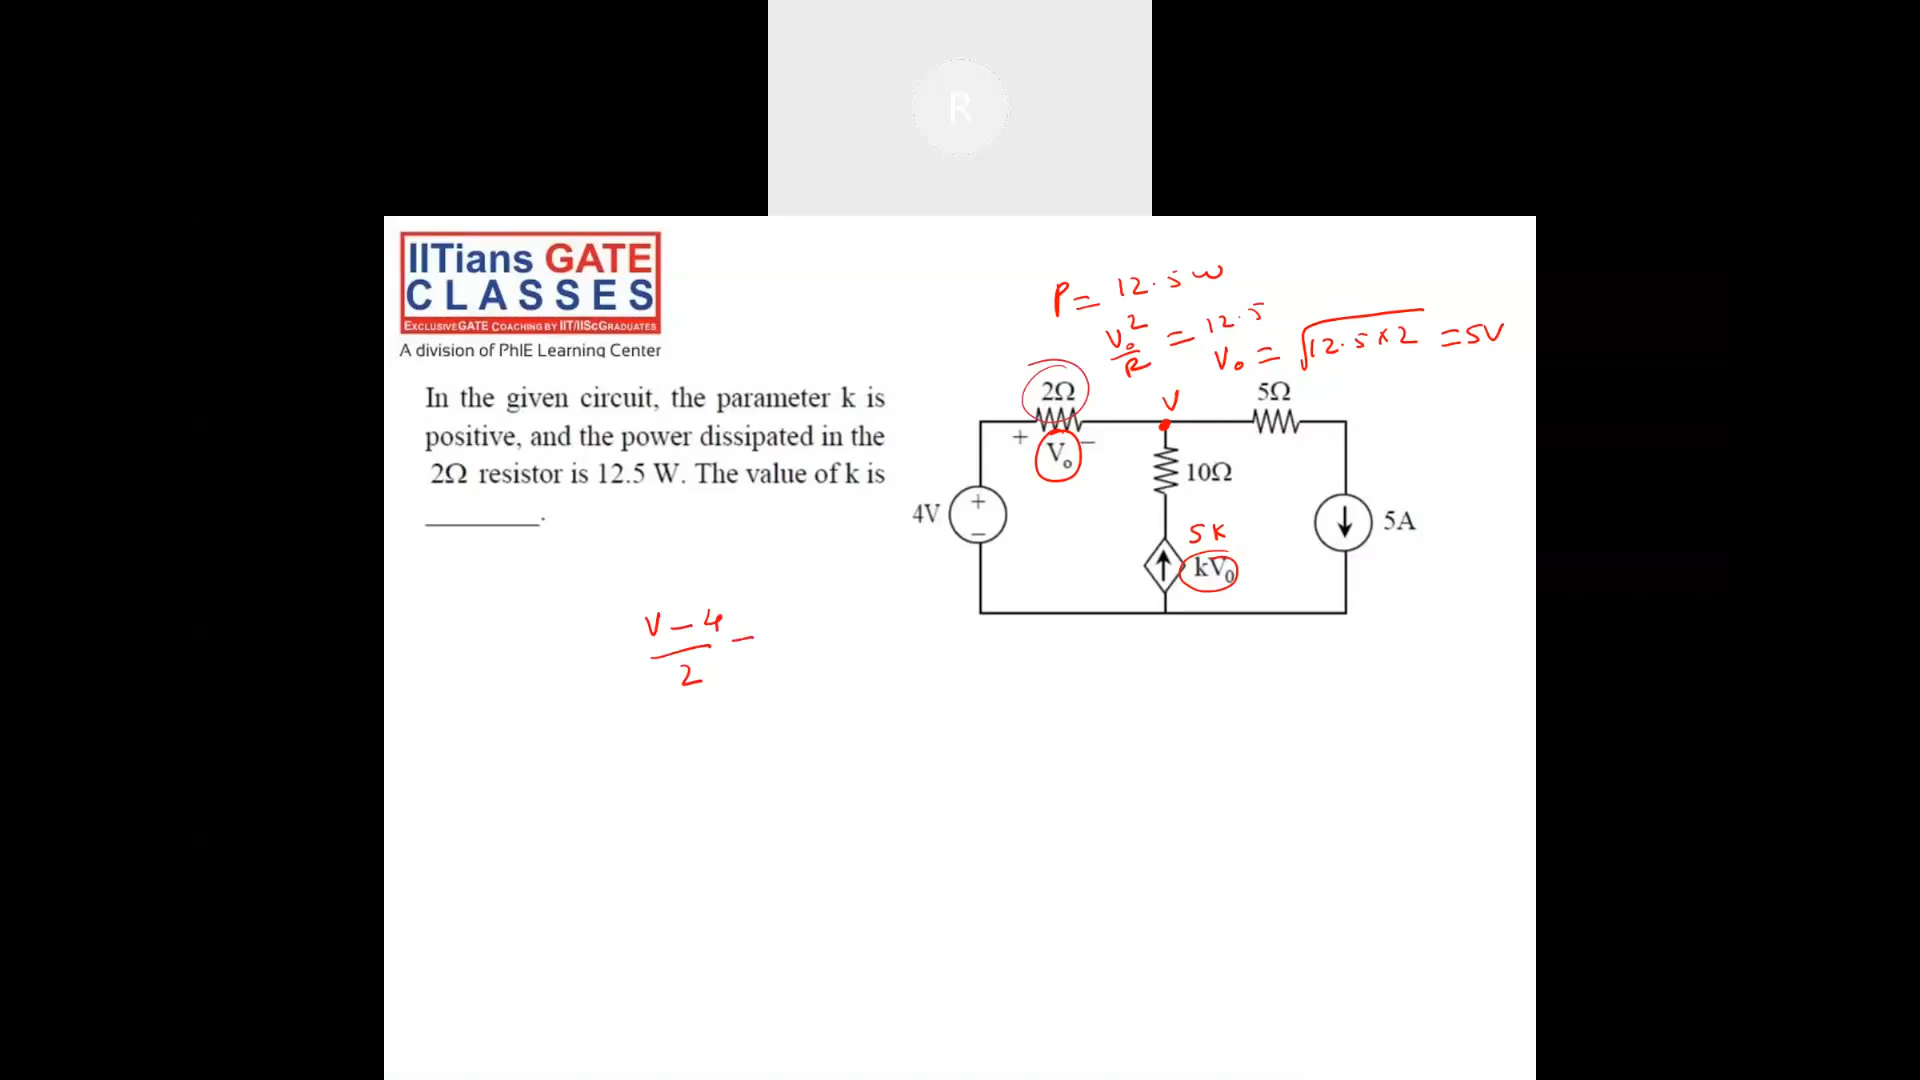 R
IITians GATE
CLASSES
EXCLUSIVE GATE COACHING BY IIT/IISc GRADUATES
A division of PhIE Learning Center
P = 12.5 W
V₀²/R = 12.5
V₀ = √12.5×2 = 5V
In the given circuit, the parameter k is
positive, and the power dissipated in the
2Ω resistor is 12.5 W. The value of k is
________.
2Ω
V
5Ω
+ V₀ −
10Ω
4V
+
−
5K
kV₀
5A
V − 4
2
−